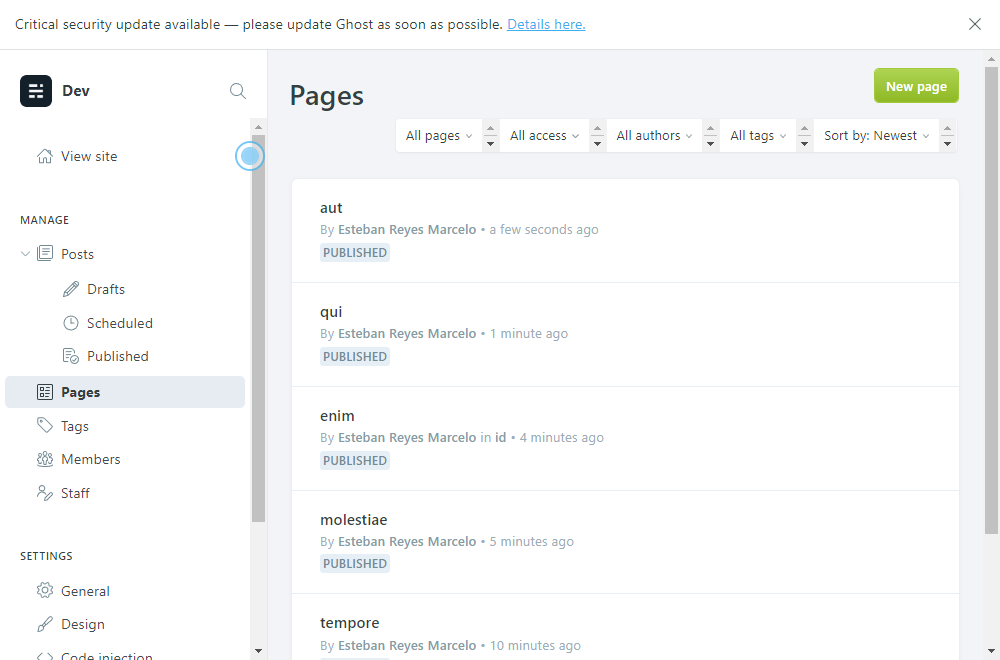 Critical security update available — please update Ghost as soon as possible. Details here.
Dev
View site
MANAGE
Posts
Drafts
Scheduled
Published
Pages
Tags
Members
Staff
SETTINGS
General
Design
Code injection
Pages
New page
All pages
All access
All authors
All tags
Sort by: Newest
aut
By Esteban Reyes Marcelo • a few seconds ago
PUBLISHED
qui
By Esteban Reyes Marcelo • 1 minute ago
PUBLISHED
enim
By Esteban Reyes Marcelo in id • 4 minutes ago
PUBLISHED
molestiae
By Esteban Reyes Marcelo • 5 minutes ago
PUBLISHED
tempore
By Esteban Reyes Marcelo • 10 minutes ago